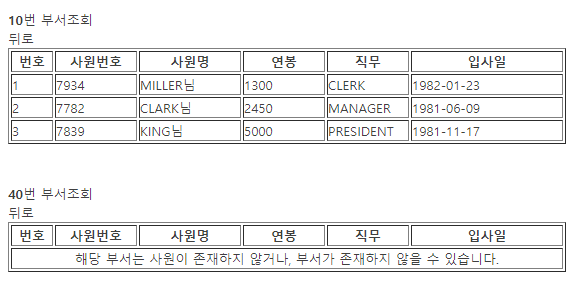 10번 부서조회
뒤로
번호 사원번호 사원명 연봉 직무 입사일
1 7934 MILLER님 1300 CLERK 1982-01-23
2 7782 CLARK님 2450 MANAGER 1981-06-09
3 7839 KING님 5000 PRESIDENT 1981-11-17
40번 부서조회
뒤로
번호 사원번호 사원명 연봉 직무 입사일
해당 부서는 사원이 존재하지 않거나, 부서가 존재하지 않을 수 있습니다.